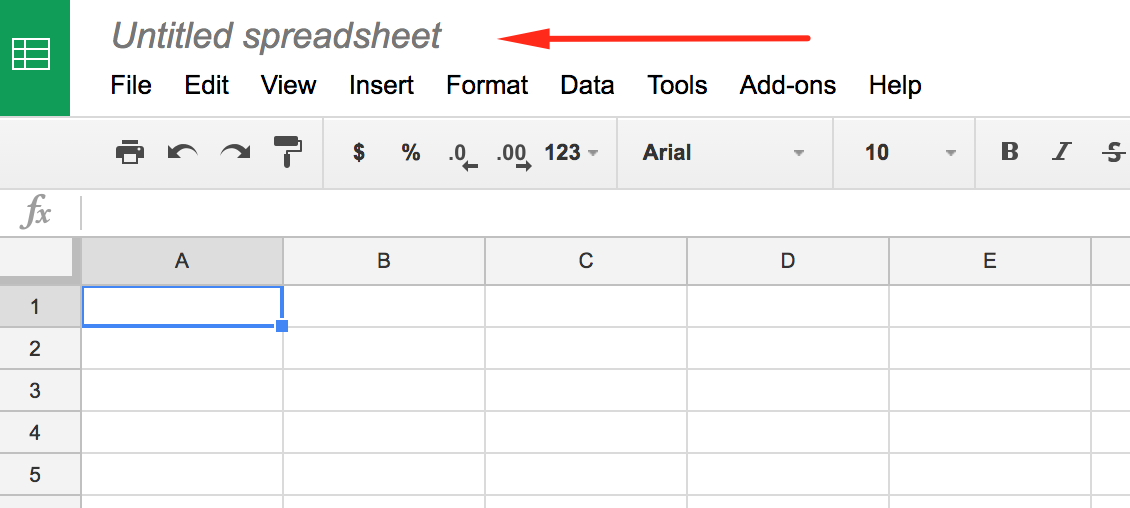 Untitled spreadsheet
File Edit View Insert Format Data Tools Add-ons Help
$ % .0 .00 123 Arial 10 B I S
fx
A B C D E
1
2
3
4
5